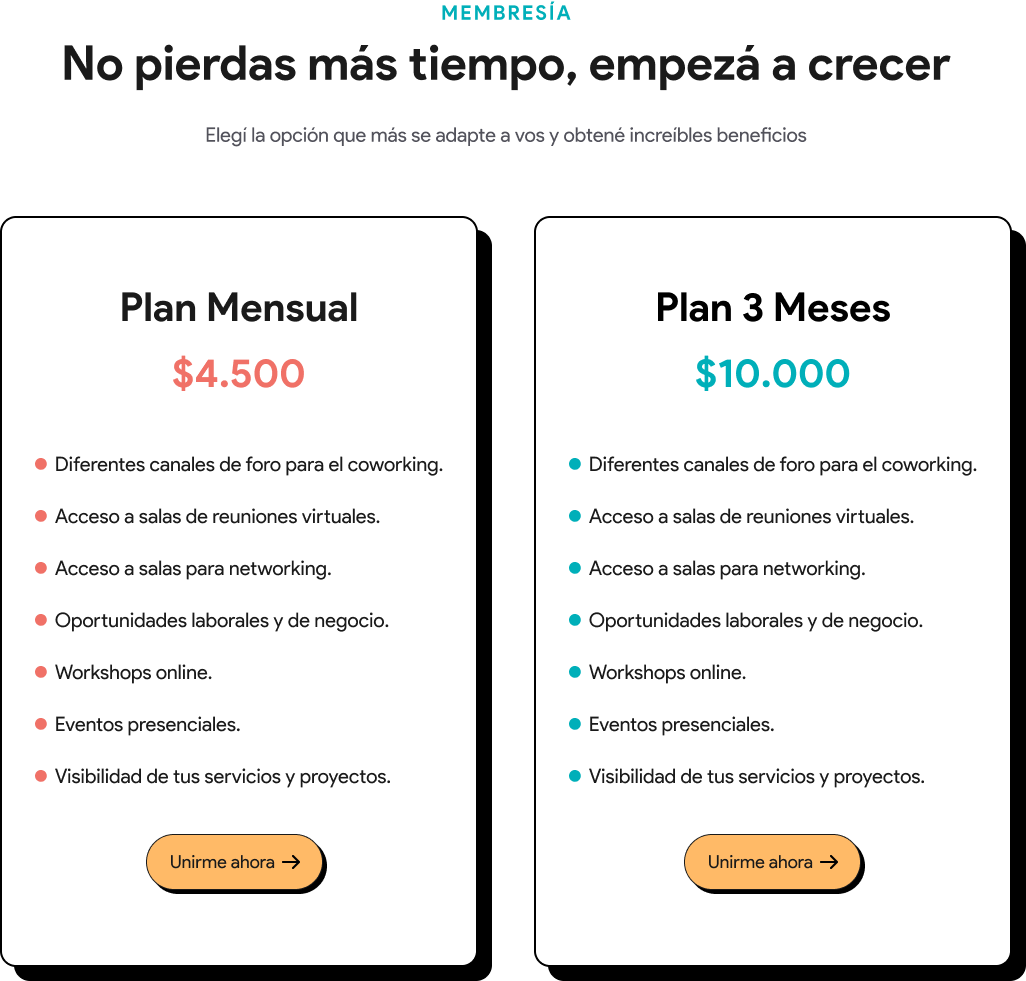 MEMBRESÍA
No pierdas más tiempo, empezá a crecer
Elegí la opción que más se adapte a vos y obtené increíbles beneficios
Plan Mensual
$4.500
Diferentes canales de foro para el coworking.
Acceso a salas de reuniones virtuales.
Acceso a salas para networking.
Oportunidades laborales y de negocio.
Workshops online.
Eventos presenciales.
Visibilidad de tus servicios y proyectos.
Unirme ahora →
Plan 3 Meses
$10.000
Diferentes canales de foro para el coworking.
Acceso a salas de reuniones virtuales.
Acceso a salas para networking.
Oportunidades laborales y de negocio.
Workshops online.
Eventos presenciales.
Visibilidad de tus servicios y proyectos.
Unirme ahora →